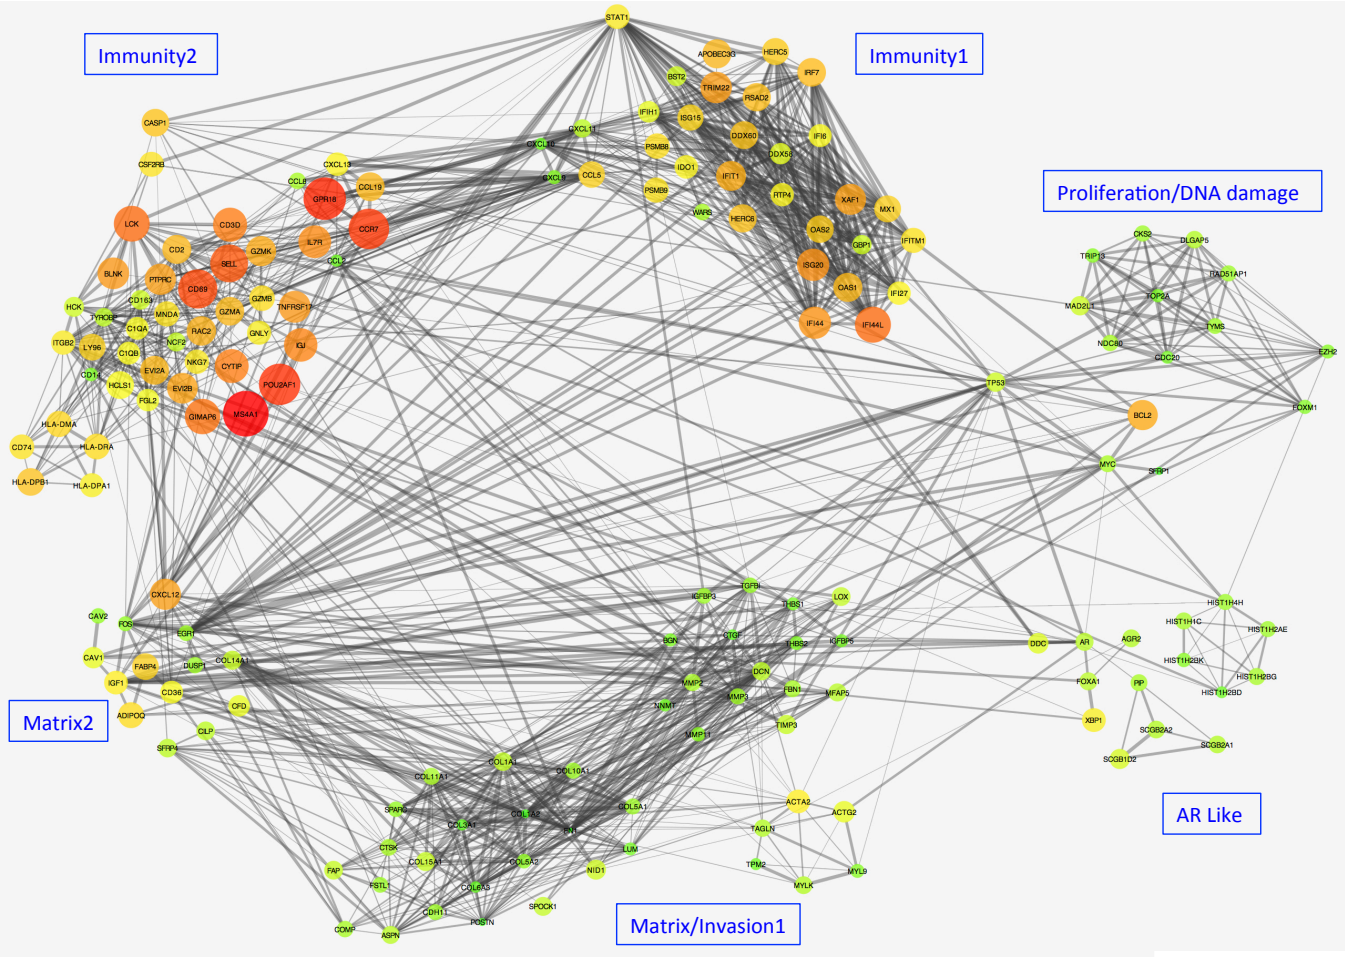 STAT1
Immunity2
Immunity1
APOBEC3G
HERC5
IRF7
BST2
TRIM22
RSAD2
CASP1
CXCL11
IFIH1
ISG15
DDX60
IFI6
CSF2RB
CXCL13
CXCL10
PSMB8
DDX58
IDO1
CCL8
CCL19
CXCL9
CCL5
PSMB9
IFIT1
RTP4
XAF1
GPR18
WARS
HERC6
MX1
Proliferation/DNA damage
LCK
CD3D
IL7R
CCR7
OAS2
GBP1
IFITM1
CKS2
DLGAP5
CD2
GZMK
SELL
CCL2
ISG20
TRIP13
RAD51AP1
BLNK
PTPRC
CD69
GZMB
OAS1
IFI27
TOP2A
HCK
CD163
TNFRSF17
MAD2L1
TYROBP
MNDA
GZMA
IFI44
IFI44L
TYMS
C1QA
RAC2
GNLY
ITGB2
LY96
C1QB
NCF2
IGJ
NDC80
EZH2
CD14
EVI2A
NKG7
CYTIP
CDC20
HCLS1
EVI2B
POU2AF1
TP53
FGL2
GIMAP6
MS4A1
FOXM1
HLA-DMA
BCL2
CD74
HLA-DRA
MYC
SFRP1
HLA-DPB1
HLA-DPA1
CXCL12
TGFBI
IGFBP3
THBS1
LOX
HIST1H4H
CAV2
FOS
EGR1
CTGF
BGN
THBS2
IGFBP5
DDC
AR
AGR2
HIST1H1C
HIST1H2AE
CAV1
FABP4
DUSP1
COL14A1
DCN
HIST1H2BK
IGF1
CD36
MMP2
FBN1
MFAP5
FOXA1
PIP
HIST1H2BG
HIST1H2BD
Matrix2
ADIPOQ
CFD
NNMT
MMP3
TIMP3
XBP1
CILP
MMP11
SCGB2A2
SFRP4
SCGB2A1
COL1A1
COL10A1
SCGB1D2
COL11A1
SPARC
COL1A2
COL5A1
ACTA2
ACTG2
AR Like
COL3A1
FN1
TAGLN
CTSK
COL15A1
COL5A2
LUM
TPM2
FAP
NID1
MYL9
FSTL1
COL6A3
MYLK
CDH11
POSTN
SPOCK1
COMP
ASPN
Matrix/Invasion1